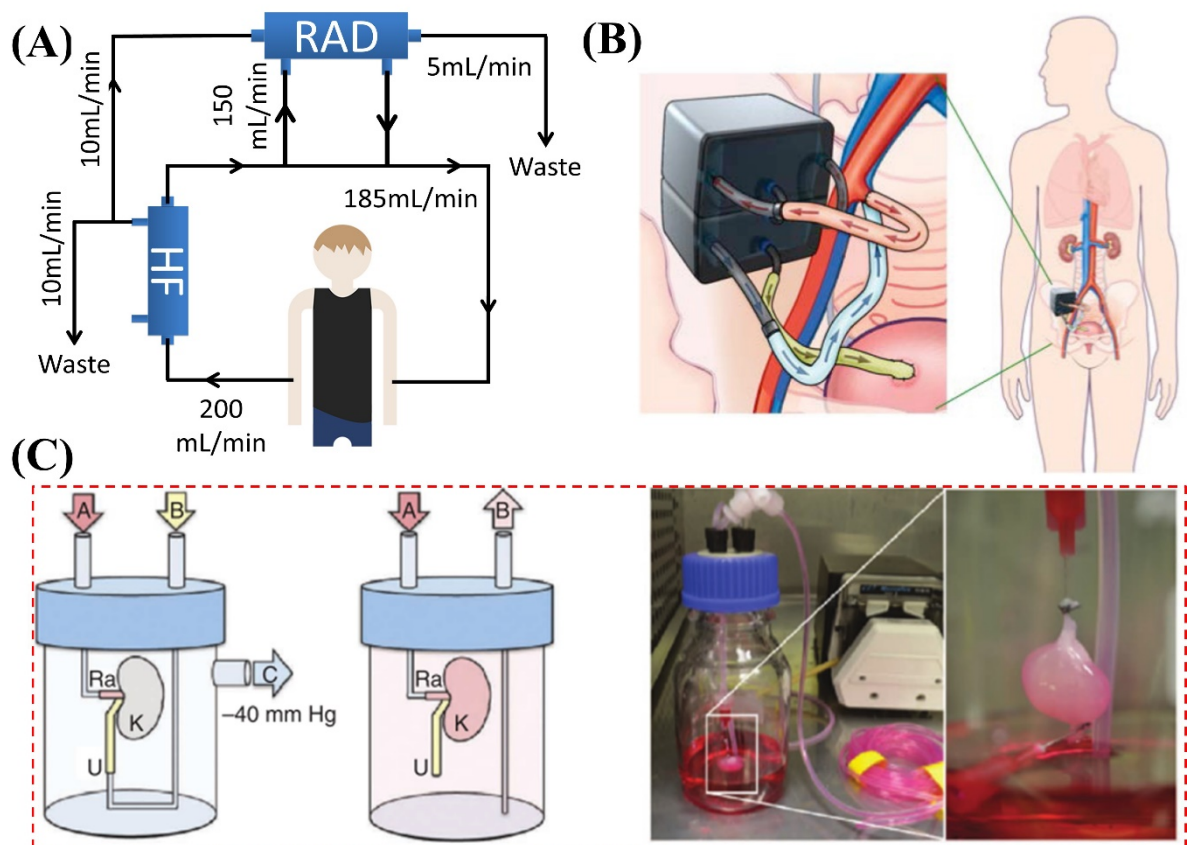 (A)
RAD
10mL/min
150
mL/min
5mL/min
Waste
185mL/min
10mL/min
HF
Waste
200
mL/min
(B)
(C)
A
B
Ra
K
U
C
–40 mm Hg
A
B
Ra
K
U